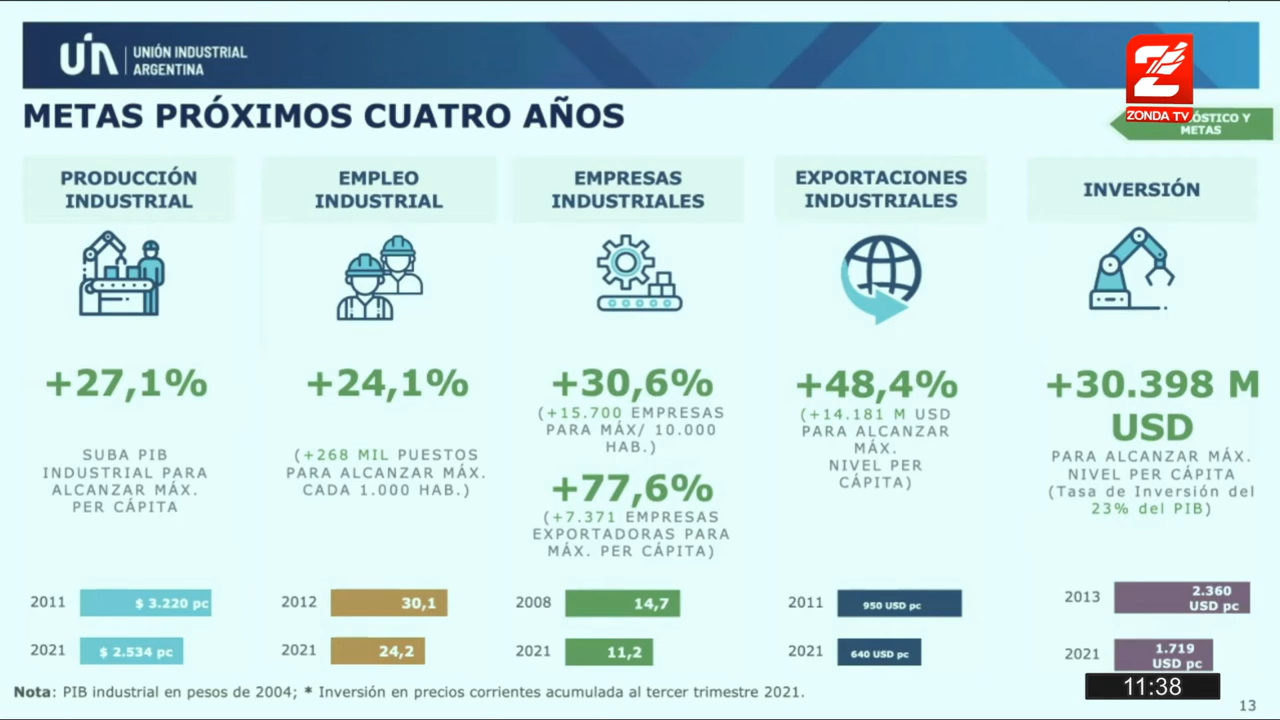 UIA
UNIÓN INDUSTRIAL
ARGENTINA
ZONDA TV
METAS PRÓXIMOS CUATRO AÑOS
Y
METAS
PRODUCCIÓN
INDUSTRIAL
+27,1%
SUBA PIB
INDUSTRIAL PARA
ALCANZAR MÁX.
PER CÁPITA
2011
$ 3.220 pc
2021
$ 2.534 pc
EMPLEO
INDUSTRIAL
+24,1%
(+268 MIL PUESTOS
PARA ALCANZAR MÁX.
CADA 1.000 HAB.)
2012
30,1
2021
24,2
EMPRESAS
INDUSTRIALES
+30,6%
(+15.700 EMPRESAS
PARA MÁX/ 10.000
HAB.)
+77,6%
(+7.371 EMPRESAS
EXPORTADORAS PARA
MÁX. PER CÁPITA)
2008
14,7
2021
11,2
EXPORTACIONES
INDUSTRIALES
+48,4%
(+14.181 M USD
PARA ALCANZAR
MÁX.
NIVEL PER
CÁPITA)
2011
950 USD pc
2021
640 USD pc
INVERSIÓN
+30.398 M
USD
PARA ALCANZAR MÁX.
NIVEL PER CÁPITA
(Tasa de Inversión del
23% del PIB)
2013
2.360
USD pc
2021
1.719
USD pc
Nota: PIB industrial en pesos de 2004; * Inversión en precios corrientes acumulada al tercer trimestre 2021.
11:38
13